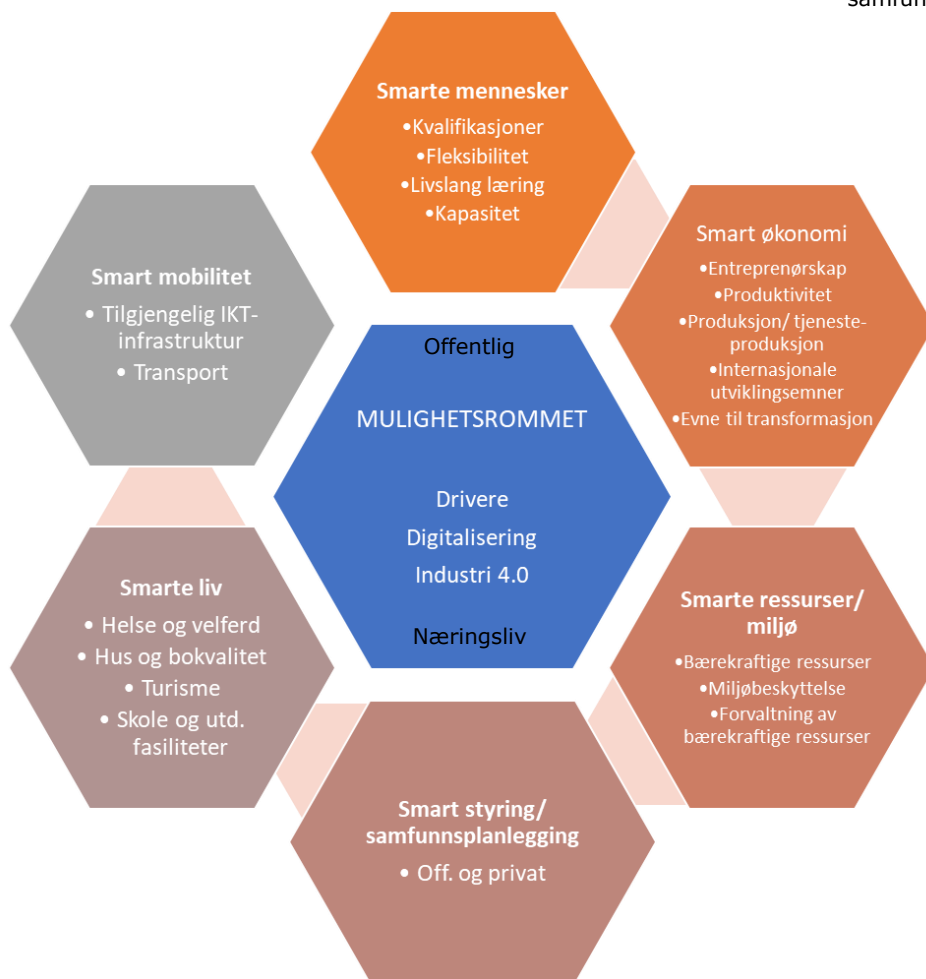 samfun
Smarte mennesker
•Kvalifikasjoner
•Fleksibilitet
•Livslang læring
•Kapasitet
Smart økonomi
•Entreprenørskap
•Produktivitet
•Produksjon/ tjeneste-
produksjon
•Internasjonale
utviklingsemner
•Evne til transformasjon
Smarte ressurser/
miljø
•Bærekraftige ressurser
•Miljøbeskyttelse
•Forvaltning av
bærekraftige ressurser
Smart styring/
samfunnsplanlegging
• Off. og privat
Smarte liv
• Helse og velferd
• Hus og bokvalitet
• Turisme
• Skole og utd.
fasiliteter
Smart mobilitet
• Tilgjengelig IKT-
infrastruktur
• Transport
Offentlig
MULIGHETSROMMET
Drivere
Digitalisering
Industri 4.0
Næringsliv